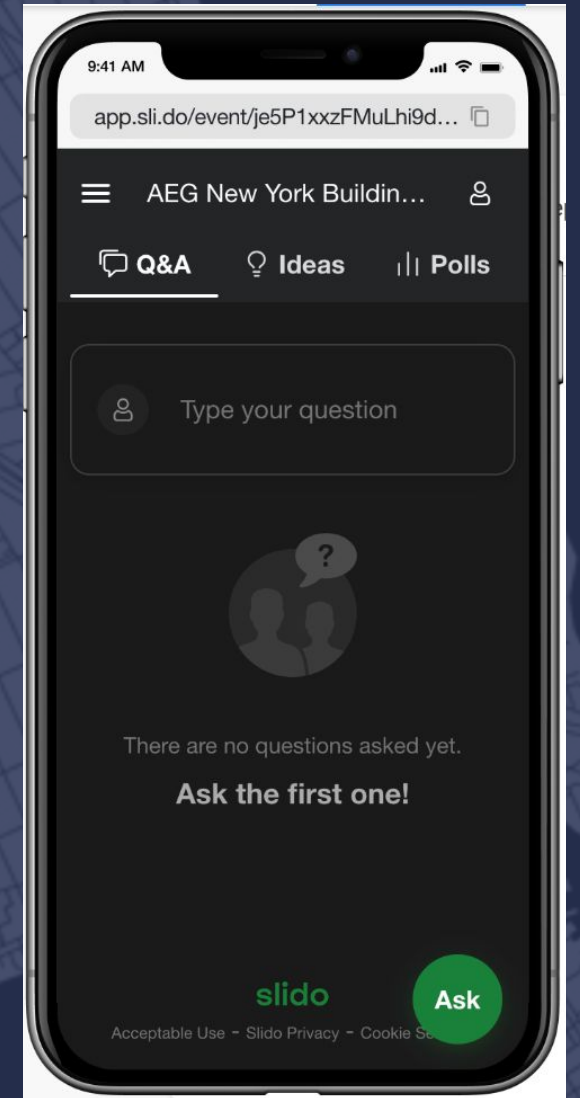 9:41 AM
app.sli.do/event/je5P1xxzFMuLhi9d...
AEG New York Buildin...
Q&A Ideas Polls
Type your question
?
There are no questions asked yet.
Ask the first one!
slido
Ask
Acceptable Use - Slido Privacy - Cookie Se